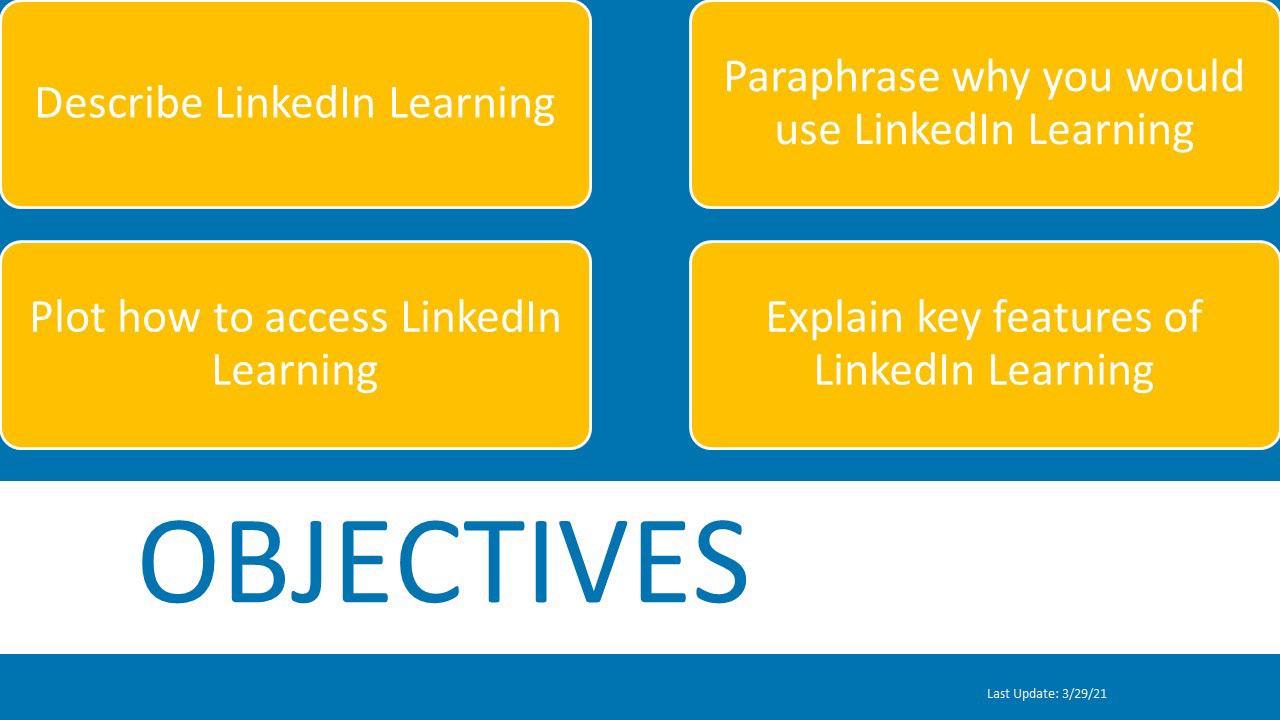 Describe LinkedIn Learning
Paraphrase why you would
use LinkedIn Learning
Plot how to access LinkedIn
Learning
Explain key features of
LinkedIn Learning
OBJECTIVES
Last Update: 3/29/21